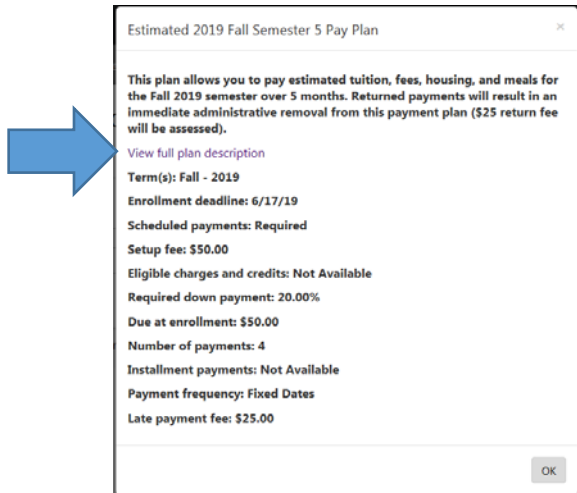 Estimated 2019 Fall Semester 5 Pay Plan
×
This plan allows you to pay estimated tuition, fees, housing, and meals for
the Fall 2019 semester over 5 months. Returned payments will result in an
immediate administrative removal from this payment plan ($25 return fee
will be assessed).
View full plan description
Term(s): Fall - 2019
Enrollment deadline: 6/17/19
Scheduled payments: Required
Setup fee: $50.00
Eligible charges and credits: Not Available
Required down payment: 20.00%
Due at enrollment: $50.00
Number of payments: 4
Installment payments: Not Available
Payment frequency: Fixed Dates
Late payment fee: $25.00
OK